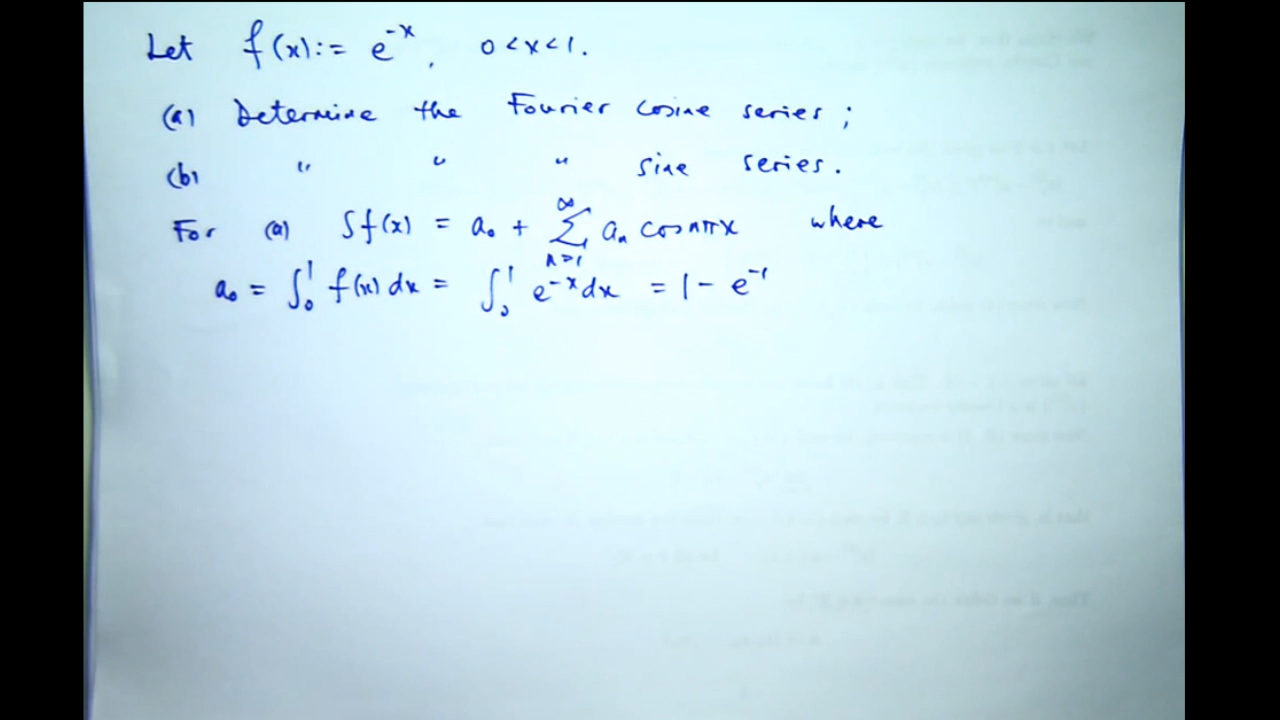 Let f(x) := e^{-x}, 0 < x < 1.
(a) Determine the Fourier cosine series ;
(b) " " " sine series.
For (a) Sf(x) = a_0 + \sum_{n=1}^{\infty} a_n cos nπx where
a_0 = \int_0^1 f(x) dx = \int_0^1 e^{-x} dx = 1 - e^{-1}